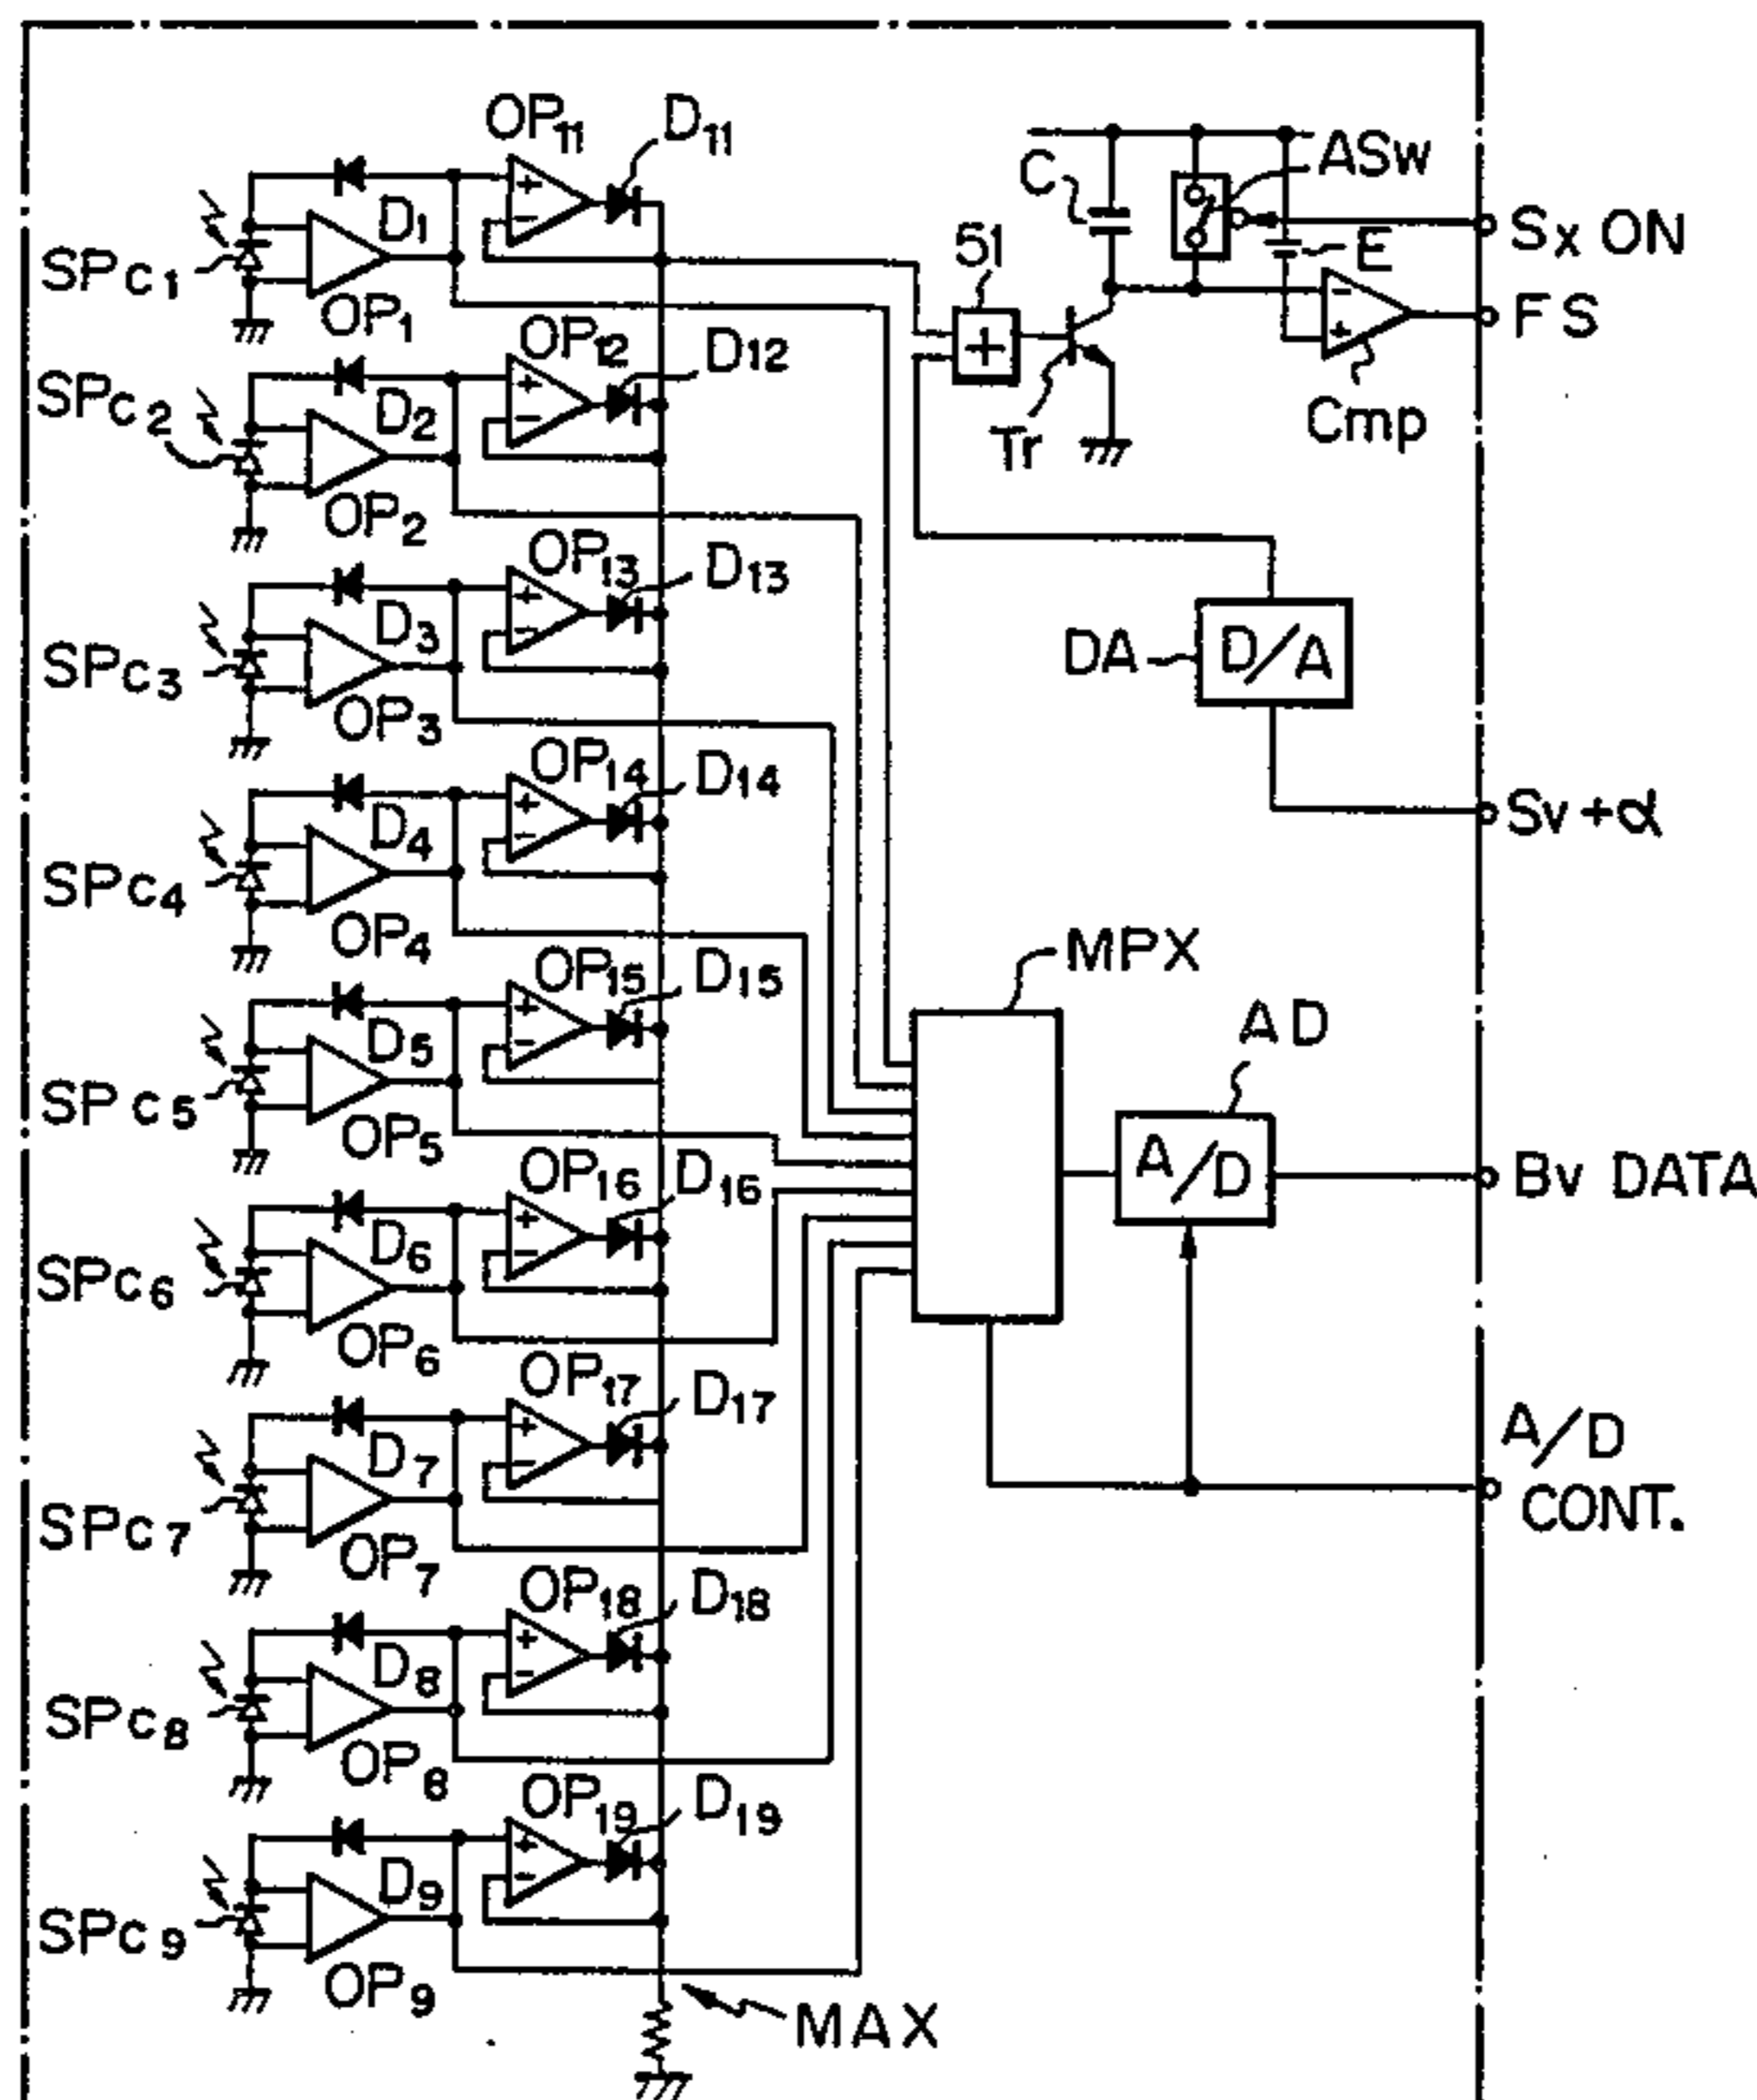 OP11 D11
C ASw
D1 51 Sx ON
SPc1 E
OP1 + - + - FS
OP12 D12 +
SPc2 D2 + - Tr Cmp
OP2
OP13 D13
D3 + - DA D/A
SPc3
OP3
OP14 D14
D4 + - Sv+α
SPc4
OP4 MPX
OP15 D15
D5 + - AD
SPc5 A/D
OP5 Bv DATA
OP16 D16
D6 + -
SPc6
OP6
OP17 D17 A/D
D7 + - CONT.
SPc7
OP7
OP18 D18
D8 + -
SPc8
OP8
OP19 D19
D9 + -
SPc9
OP9
MAX